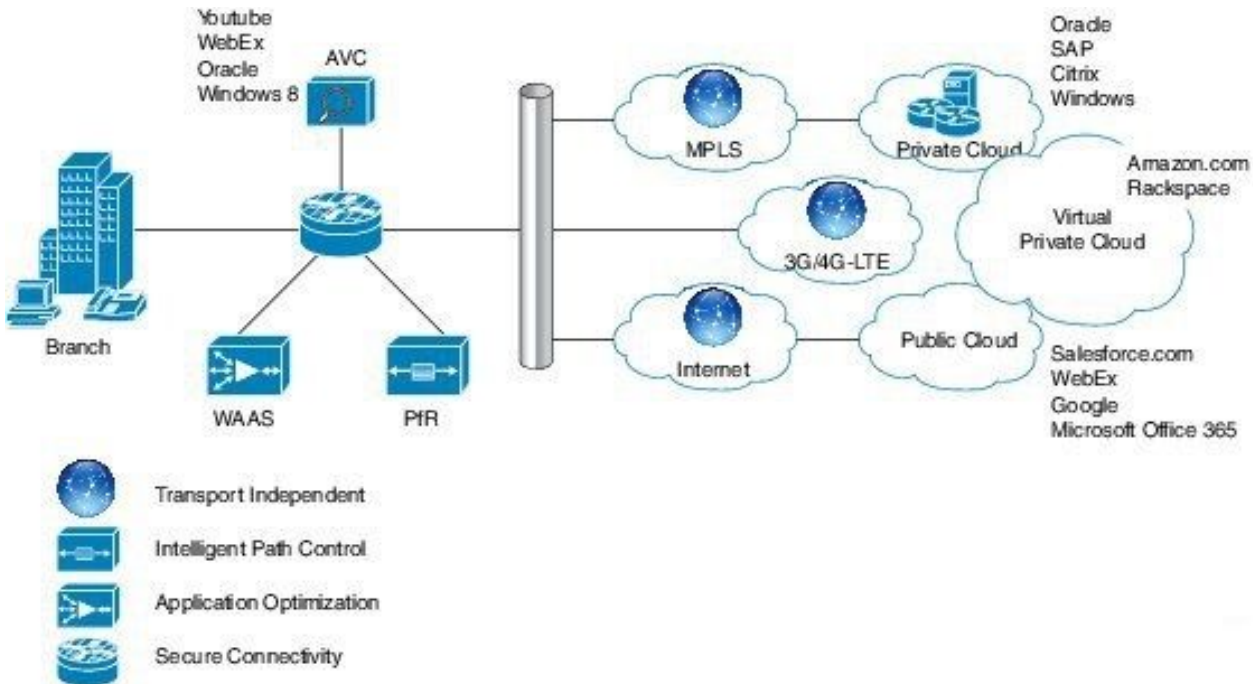 Youtube
WebEx
Oracle
Windows 8
AVC
Branch
WAAS
PfR
MPLS
3G/4G-LTE
Internet
Private Cloud
Oracle
SAP
Citrix
Windows
Amazon.com
Rackspace
Virtual
Private Cloud
Public Cloud
Salesforce.com
WebEx
Google
Microsoft Office 365
Transport Independent
Intelligent Path Control
Application Optimization
Secure Connectivity